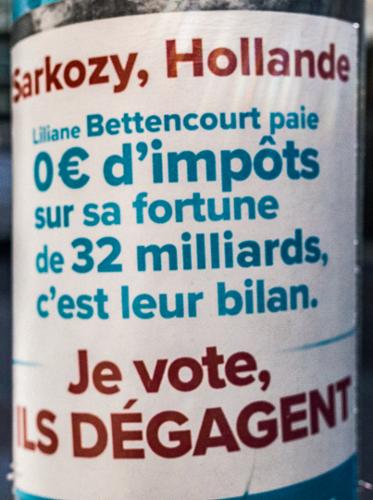 Sarkozy, Hollande
Liliane Bettencourt paie
0€ d'impôts
sur sa fortune
de 32 milliards,
c'est leur bilan.
Je vote,
ILS DÉGAGENT